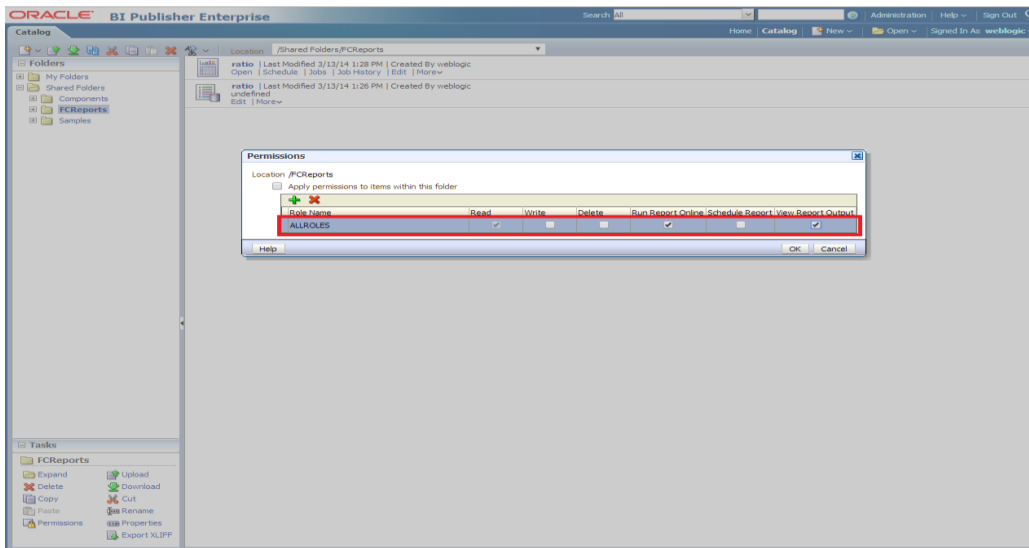 ORACLE BI Publisher Enterprise
Search All
Administration Help Sign Out
Catalog
Home Catalog New Open Signed In As weblogic
Location /Shared Folders/FCReports
Folders
My Folders
Shared Folders
Components
FCReports
Samples
ratio | Last Modified 3/13/14 1:28 PM | Created By weblogic
Open | Schedule | Jobs | Job History | Edit | More
ratio | Last Modified 3/13/14 1:26 PM | Created By weblogic
undefined
Edit | More
Permissions
Location /FCReports
Apply permissions to items within this folder
Role Name Read Write Delete Run Report Online Schedule Report View Report Output
ALLROLES
Help OK Cancel
Tasks
FCReports
Expand Upload
Delete Download
Copy Cut
Paste Rename
Permissions Properties
Export XLIFF